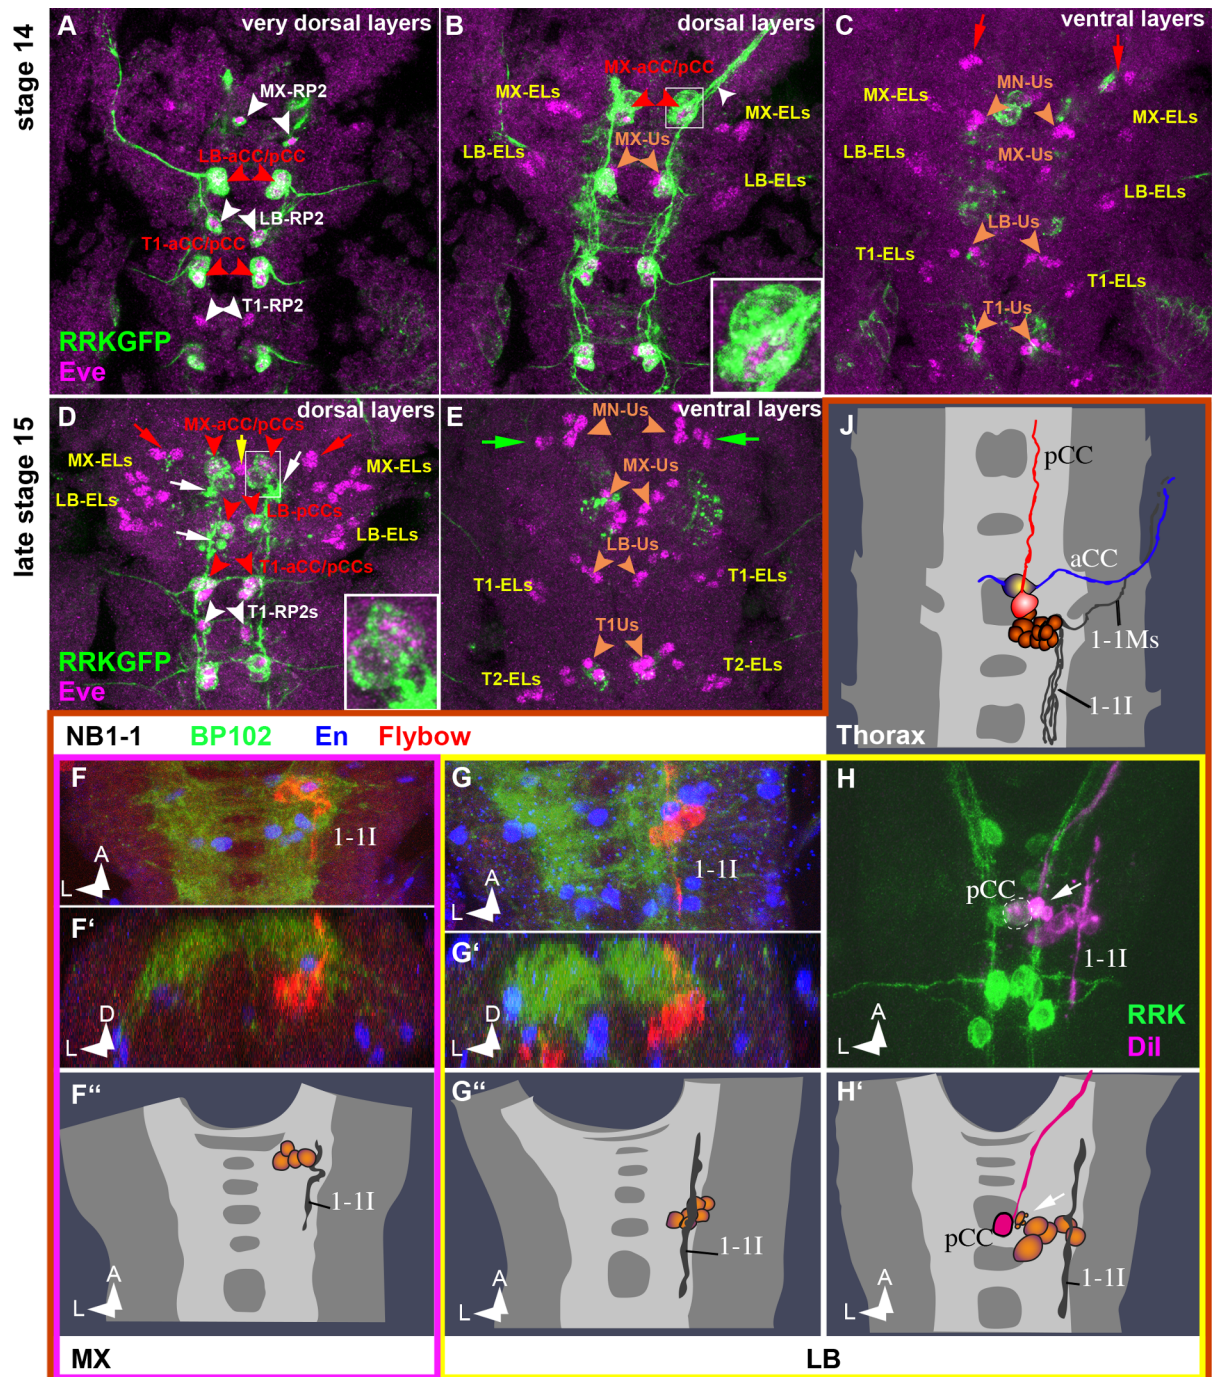 stage 14
A
very dorsal layers
MX-RP2
LB-aCC/pCC
LB-RP2
T1-aCC/pCC
T1-RP2
RRKGFP
Eve
B
dorsal layers
MX-aCC/pCC
MX-ELs
MX-ELs
MX-Us
LB-ELs
LB-ELs
C
ventral layers
MX-ELs
MN-Us
MX-ELs
LB-ELs
MX-Us
LB-ELs
LB-Us
T1-ELs
T1-ELs
T1-Us
late stage 15
D
dorsal layers
MX-aCC/pCCs
MX-ELs
MX-ELs
LB-ELs
LB-pCCs
LB-ELs
T1-aCC/pCCs
T1-RP2s
RRKGFP
Eve
E
ventral layers
MN-Us
MX-Us
LB-Us
T1-ELs
T1-ELs
T1Us
T2-ELs
T2-ELs
J
pCC
aCC
1-1Ms
1-1I
Thorax
NB1-1 BP102 En Flybow
F
1-1I
A
L
F'
D
L
F“
1-1I
A
L
MX
G
1-1I
A
L
G'
D
L
G“
1-1I
A
L
H
pCC
1-1I
A
L
RRK
Dil
H'
pCC
1-1I
A
L
LB